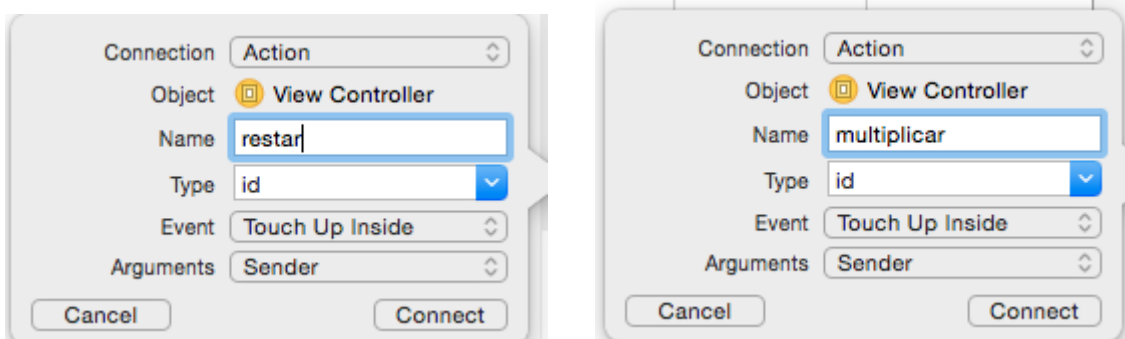 Connection Action
Object View Controller
Name restar
Type id
Event Touch Up Inside
Arguments Sender
Cancel Connect
Connection Action
Object View Controller
Name multiplicar
Type id
Event Touch Up Inside
Arguments Sender
Cancel Connect